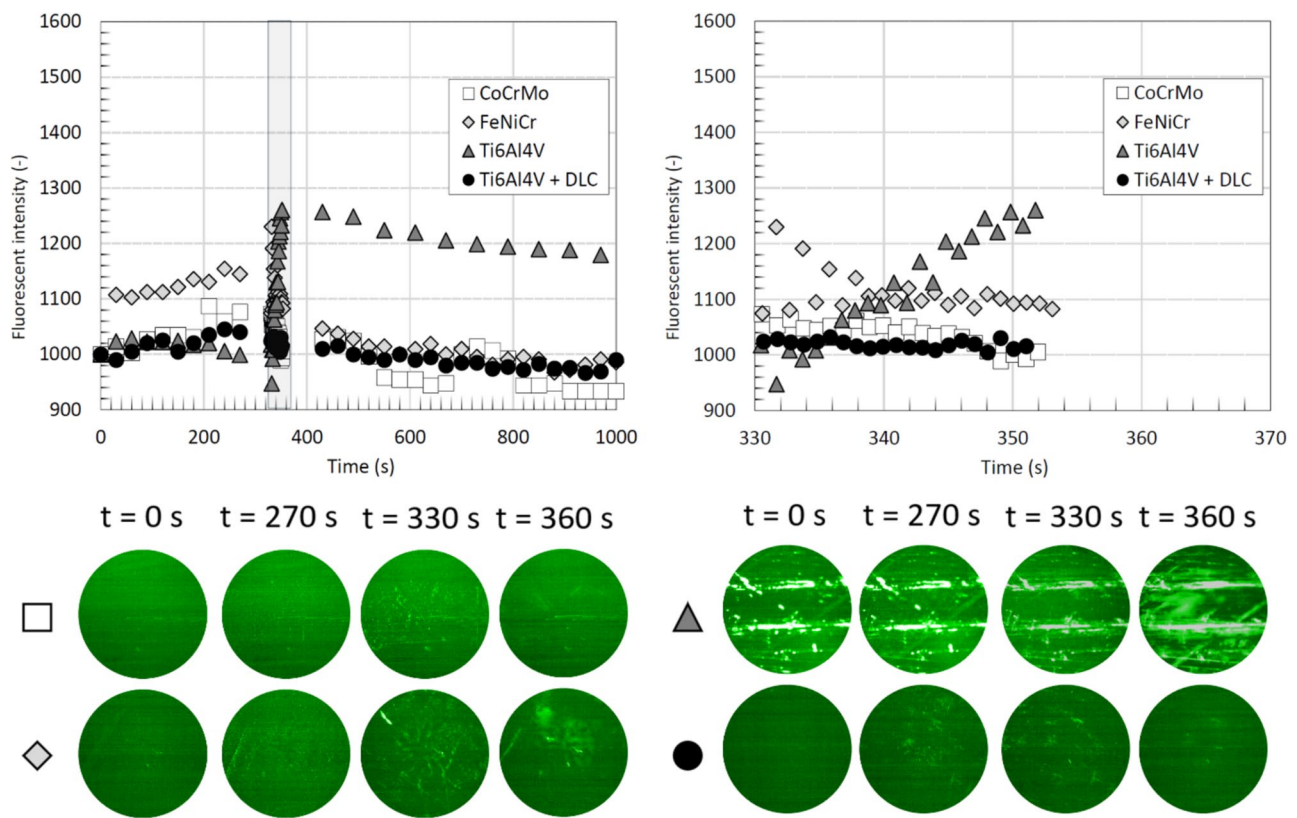 1600
1500
1400
1300
1200
1100
1000
900
Fluorescent intensity (-)
CoCrMo
FeNiCr
Ti6Al4V
Ti6Al4V + DLC
0 200 400 600 800 1000
Time (s)
1600
1500
1400
1300
1200
1100
1000
900
Fluorescent intensity (-)
CoCrMo
FeNiCr
Ti6Al4V
Ti6Al4V + DLC
330 340 350 360 370
Time (s)
t = 0 s t = 270 s t = 330 s t = 360 s
t = 0 s t = 270 s t = 330 s t = 360 s